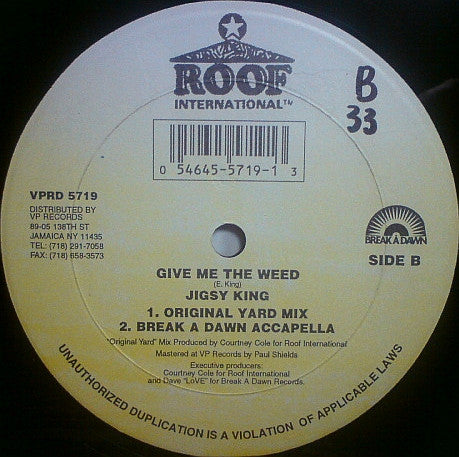 ROOF
INTERNATIONAL™
B
33
0 54645-5719-1 3
VPRD 5719
DISTRIBUTED BY
VP RECORDS
89-05 138TH ST
JAMAICA NY 11435
TEL: (718) 291-7058
FAX: (718) 658-3573
BREAK A DAWN
SIDE B
GIVE ME THE WEED
(E. King)
JIGSY KING
1. ORIGINAL YARD MIX
2. BREAK A DAWN ACCAPELLA
"Original Yard" Mix Produced by Courtney Cole for Roof International
Mastered at VP Records by Paul Shields
Executive producers:
Courtney Cole for Roof International
and Dave "LoVE" for Break A Dawn Records.
UNAUTHORIZED DUPLICATION IS A VIOLATION OF APPLICABLE LAWS